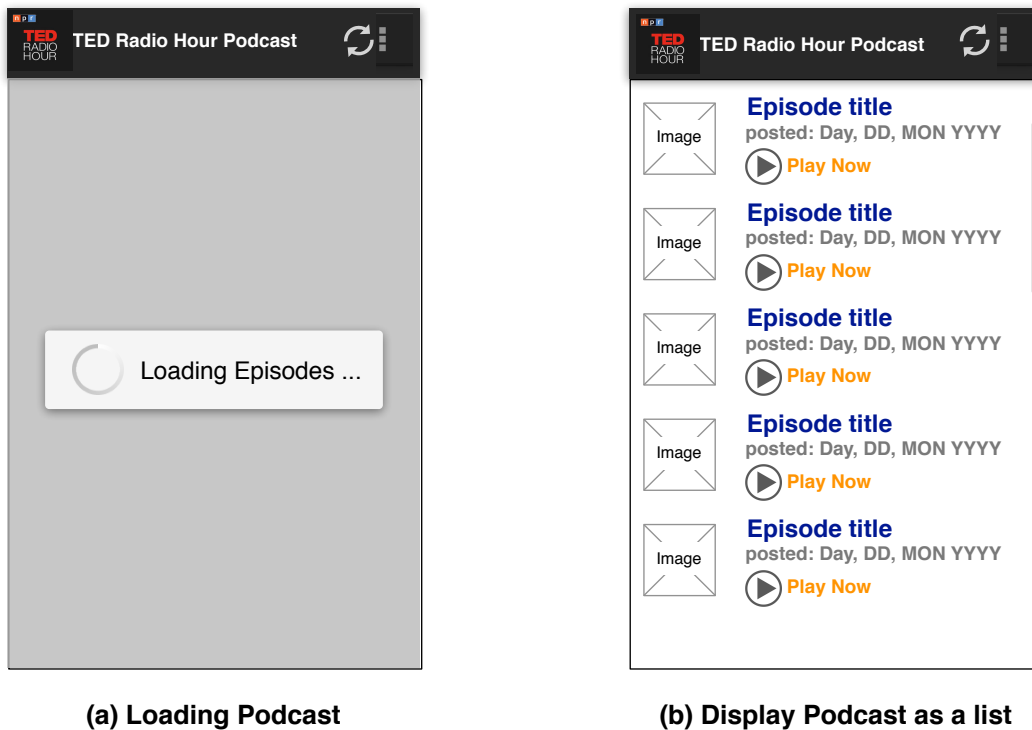 npr
TED
RADIO
HOUR
TED Radio Hour Podcast
Loading Episodes ...
(a) Loading Podcast
npr
TED
RADIO
HOUR
TED Radio Hour Podcast
Image
Episode title
posted: Day, DD, MON YYYY
Play Now
Image
Episode title
posted: Day, DD, MON YYYY
Play Now
Image
Episode title
posted: Day, DD, MON YYYY
Play Now
Image
Episode title
posted: Day, DD, MON YYYY
Play Now
Image
Episode title
posted: Day, DD, MON YYYY
Play Now
(b) Display Podcast as a list